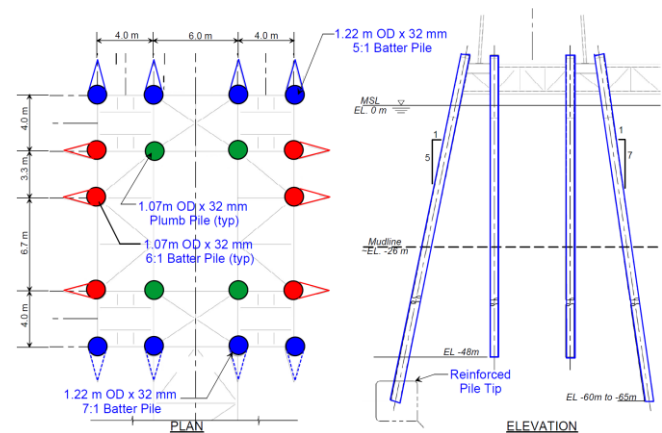 4.0 m
6.0 m
4.0 m
1.22 m OD x 32 mm
5:1 Batter Pile
4.0 m
3.3 m
6.7 m
4.0 m
1.07m OD x 32 mm
Plumb Pile (typ)
1.07m OD x 32 mm
6:1 Batter Pile (typ)
1.22 m OD x 32 mm
7:1 Batter Pile
PLAN
MSL
EL. 0 m
1
5
1
7
Mudline
~EL. -26 m
EL -48m
Reinforced
Pile Tip
EL -60m to -65m
ELEVATION